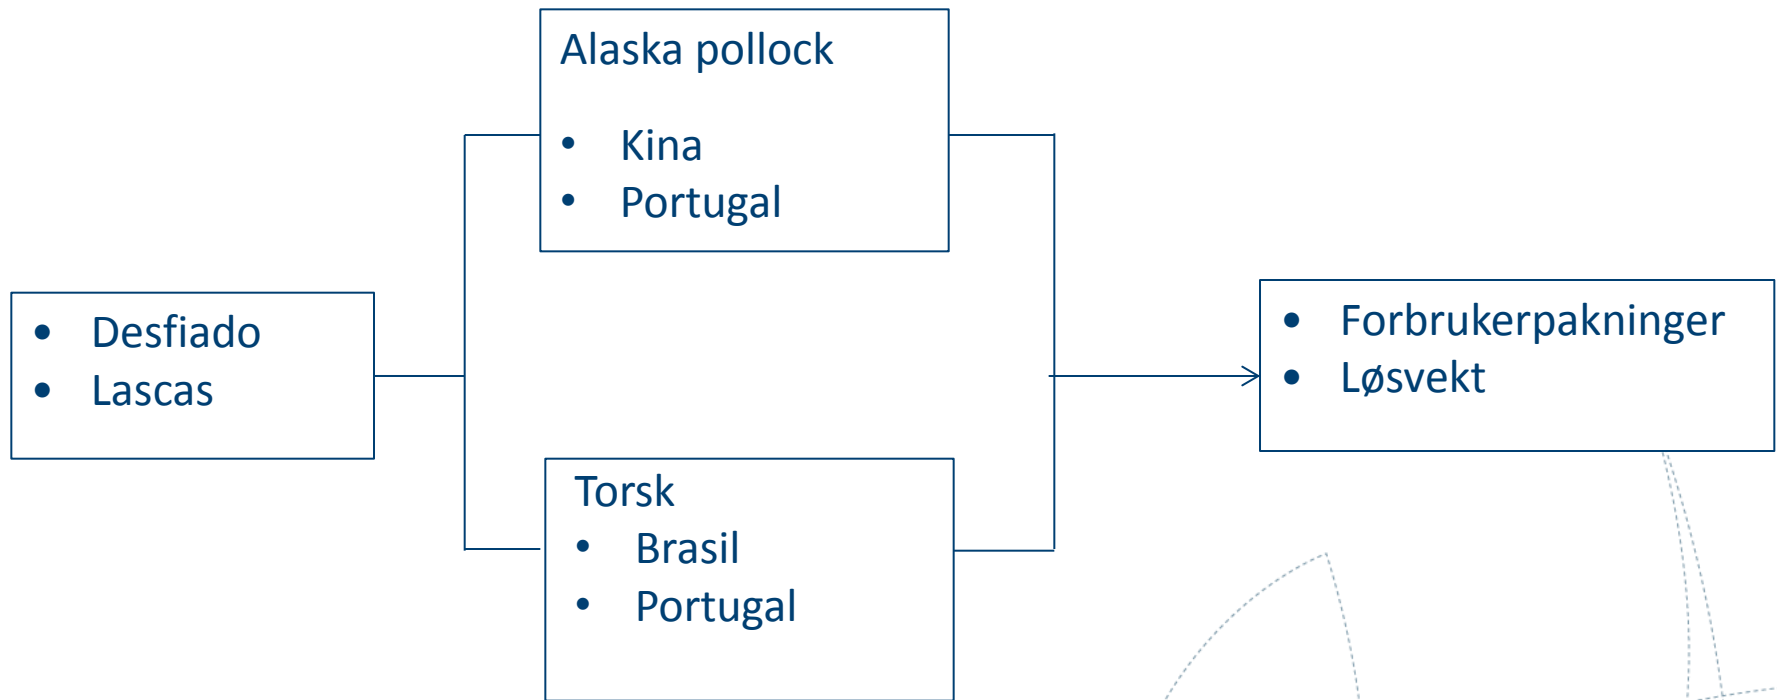 Alaska pollock
• Kina
• Portugal
• Desfiado
• Lascas
Torsk
• Brasil
• Portugal
• Forbrukerpakninger
• Løsvekt